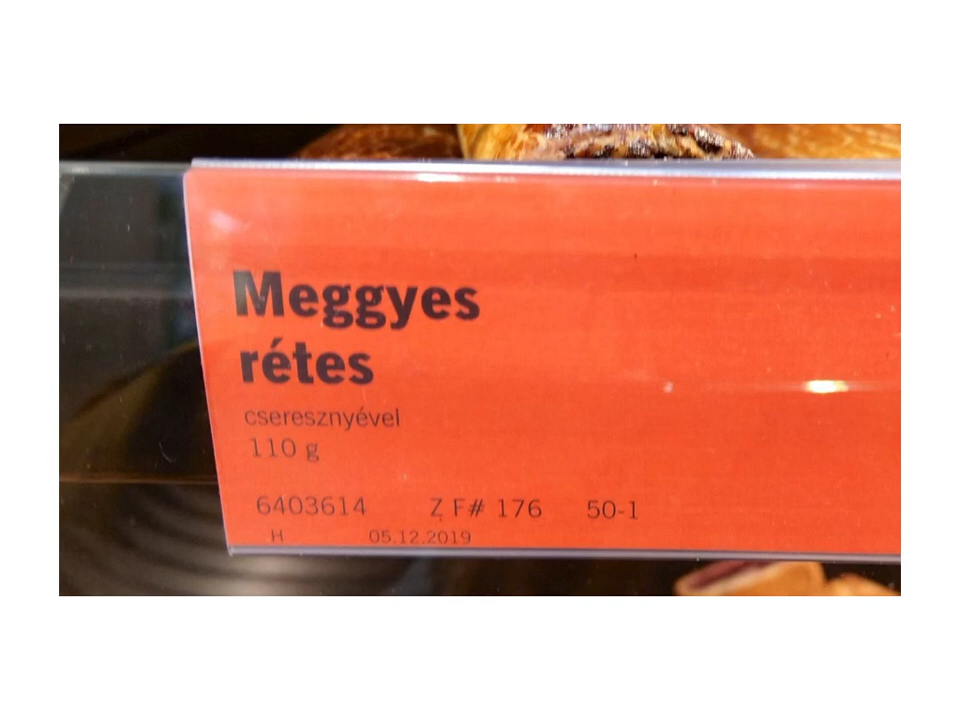 Meggyes
rétes
cseresznyével
110 g
6403614 Z F# 176 50-1
H 05.12.2019